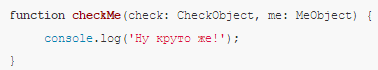 function checkMe(check: CheckObject, me: MeObject) {
console.log('Ну круто же!');
}